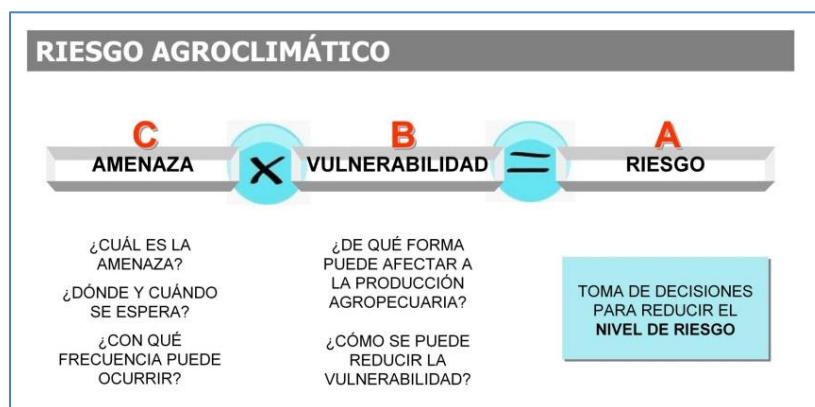 RIESGO AGROCLIMÁTICO
C
AMENAZA
×
B
VULNERABILIDAD
=
A
RIESGO
¿CUÁL ES LA
AMENAZA?
¿DÓNDE Y CUÁNDO
SE ESPERA?
¿CON QUÉ
FRECUENCIA PUEDE
OCURRIR?
¿DE QUÉ FORMA
PUEDE AFECTAR A
LA PRODUCCIÓN
AGROPECUARIA?
¿CÓMO SE PUEDE
REDUCIR LA
VULNERABILIDAD?
TOMA DE DECISIONES
PARA REDUCIR EL
NIVEL DE RIESGO